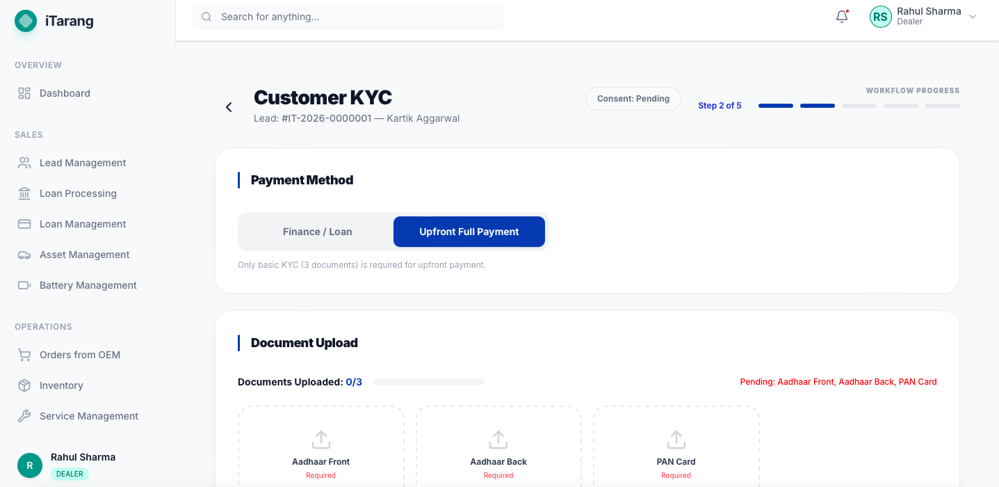 iTarang
OVERVIEW
Dashboard
SALES
Lead Management
Loan Processing
Loan Management
Asset Management
Battery Management
OPERATIONS
Orders from OEM
Inventory
Service Management
R
Rahul Sharma
DEALER
Search for anything...
RS
Rahul Sharma
Dealer
Customer KYC
Lead: #IT-2026-0000001 — Kartik Aggarwal
Consent: Pending
Step 2 of 5
WORKFLOW PROGRESS
Payment Method
Finance / Loan
Upfront Full Payment
Only basic KYC (3 documents) is required for upfront payment.
Document Upload
Documents Uploaded: 0/3
Pending: Aadhaar Front, Aadhaar Back, PAN Card
Aadhaar Front
Required
Aadhaar Back
Required
PAN Card
Required